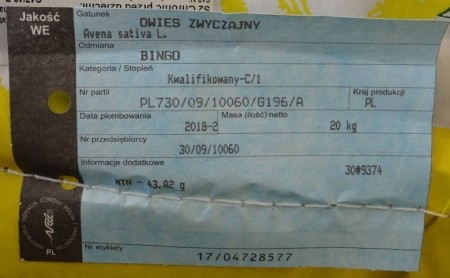 Jakość
WE
Gatunek
OWIES ZWYCZAJNY
Avena sativa L.
Odmiana
BINGO
Kategoria / Stopień
Kwalifikowany-C/1
Nr partii
PL730/09/10060/G196/A
Kraj produkcji
PL
Data plombowania
2018-2
Masa (ilość) netto
20 kg
Nr przedsiębiorcy
30/09/10060
Informacje dodatkowe
30#9374
MTN - 43.02 g
PL
Nr etykiety
17/04728577